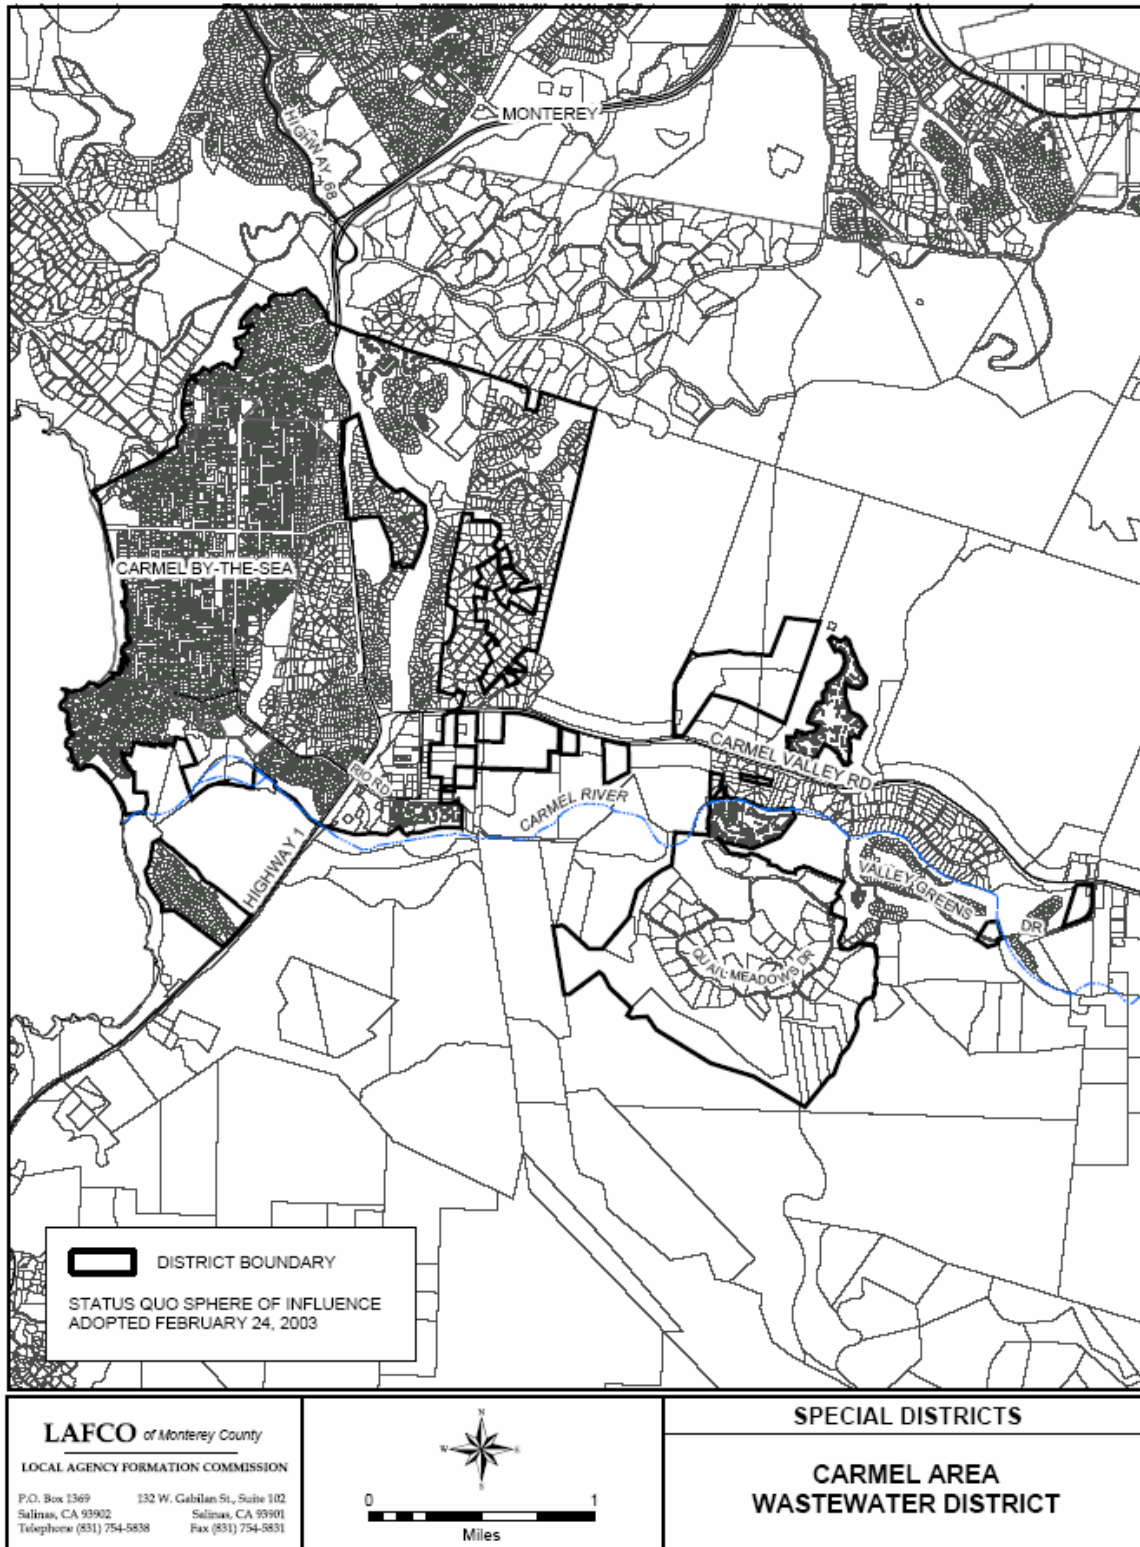 MONTEREY
HIGHWAY 68
CARMEL BY-THE-SEA
CARMEL VALLEY RD
RIO RD
CARMEL RIVER
HIGHWAY 1
VALLEY GREENS
DR
QUAIL MEADOWS DR
DISTRICT BOUNDARY
STATUS QUO SPHERE OF INFLUENCE
ADOPTED FEBRUARY 24, 2003
LAFCO of Monterey County
LOCAL AGENCY FORMATION COMMISSION
P.O. Box 1369 132 W. Gabilan St., Suite 102
Salinas, CA 93902 Salinas, CA 93901
Telephone (831) 754-5838 Fax (831) 754-5831
N
W E
S
0 1
Miles
SPECIAL DISTRICTS
CARMEL AREA
WASTEWATER DISTRICT